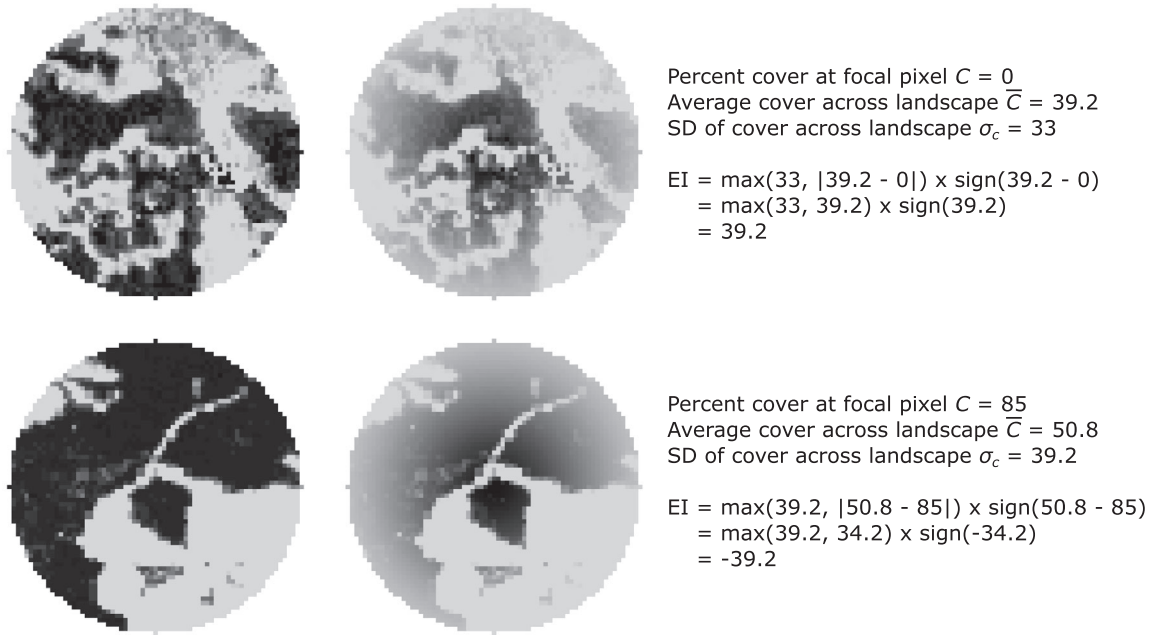 Percent cover at focal pixel C = 0
Average cover across landscape C̅ = 39.2
SD of cover across landscape σc = 33
EI = max(33, |39.2 - 0|) x sign(39.2 - 0)
= max(33, 39.2) x sign(39.2)
= 39.2
Percent cover at focal pixel C = 85
Average cover across landscape C̅ = 50.8
SD of cover across landscape σc = 39.2
EI = max(39.2, |50.8 - 85|) x sign(50.8 - 85)
= max(39.2, 34.2) x sign(-34.2)
= -39.2